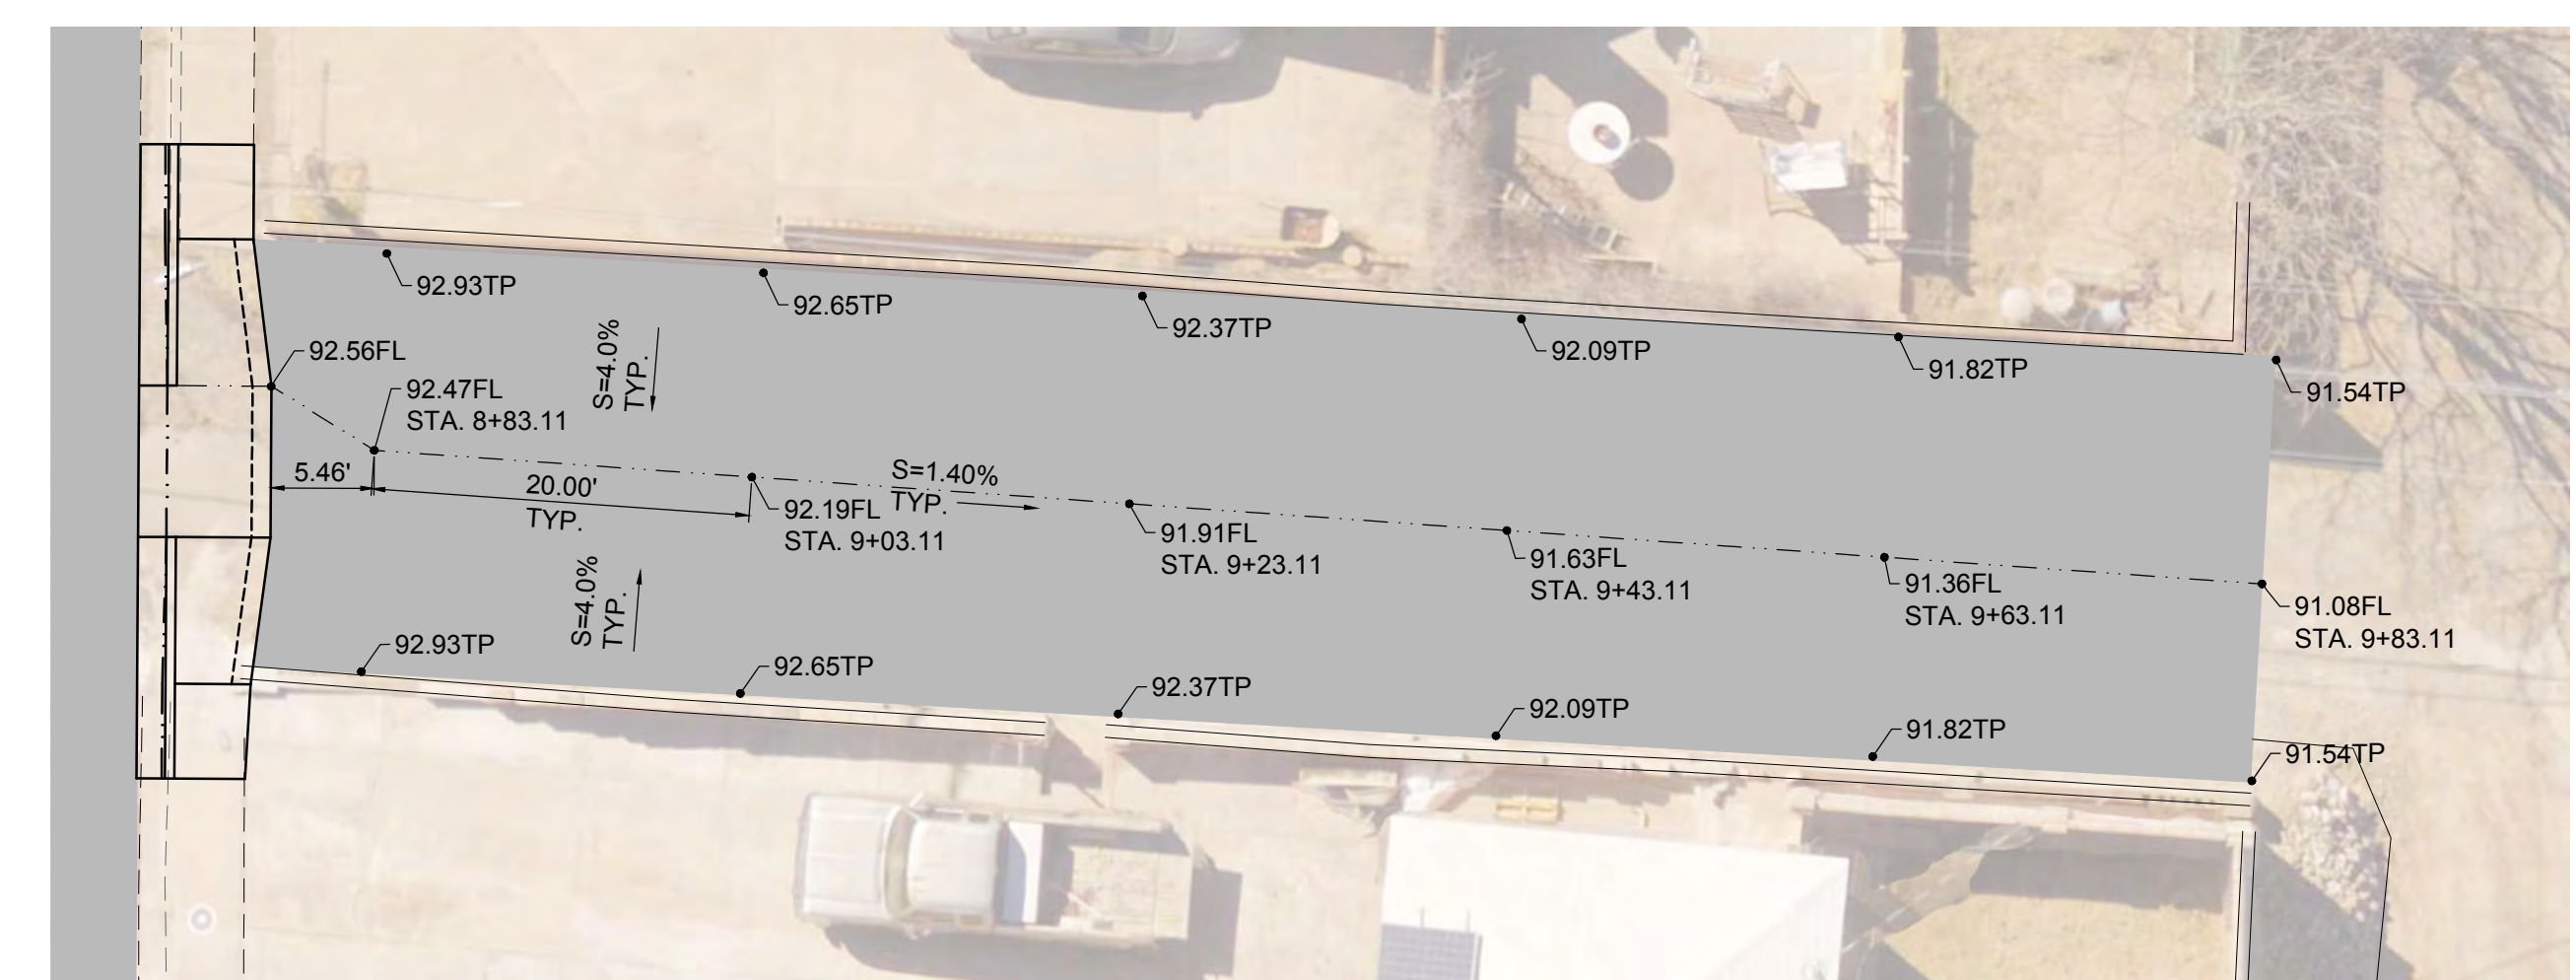 92.93TP
92.65TP
92.37TP
92.09TP
91.82TP
91.54TP
92.56FL
92.47FL
STA. 8+83.11
S=4.0%
TYP.
5.46'
20.00'
TYP.
92.19FL
STA. 9+03.11
S=1.40%
TYP.
91.91FL
STA. 9+23.11
91.63FL
STA. 9+43.11
91.36FL
STA. 9+63.11
91.08FL
STA. 9+83.11
S=4.0%
TYP.
92.93TP
92.65TP
92.37TP
92.09TP
91.82TP
91.54TP